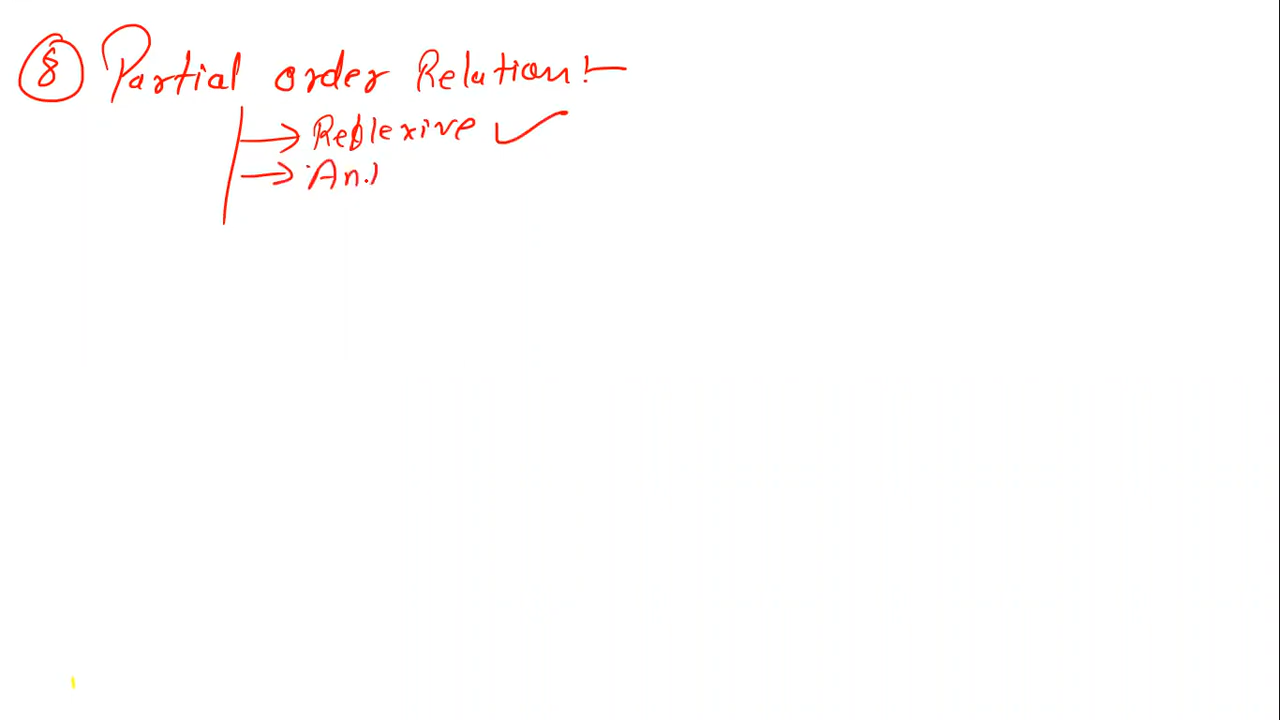 ⑧ Partial order Relation:-
→ Reflexive ✓
→ An